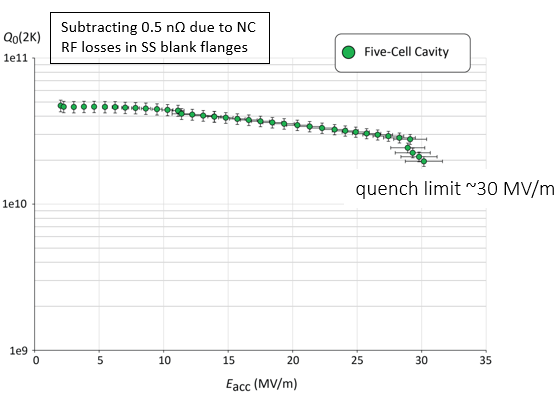 Subtracting 0.5 nΩ due to NC
RF losses in SS blank flanges
Q₀(2K)
Five-Cell Cavity
1e11
quench limit ~30 MV/m
1e10
1e9
0 5 10 15 20 25 30 35
Eacc (MV/m)